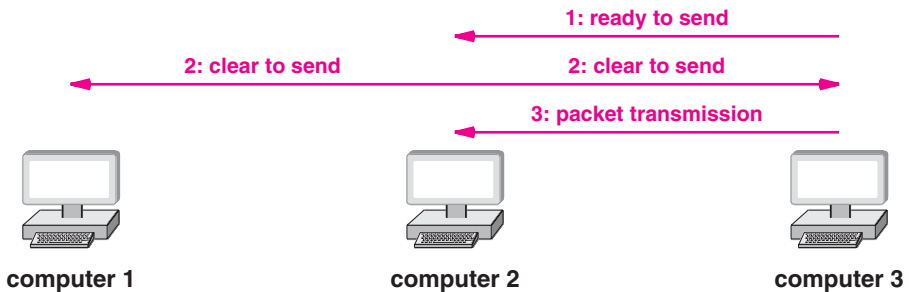 1: ready to send
2: clear to send 2: clear to send
3: packet transmission
computer 1 computer 2 computer 3